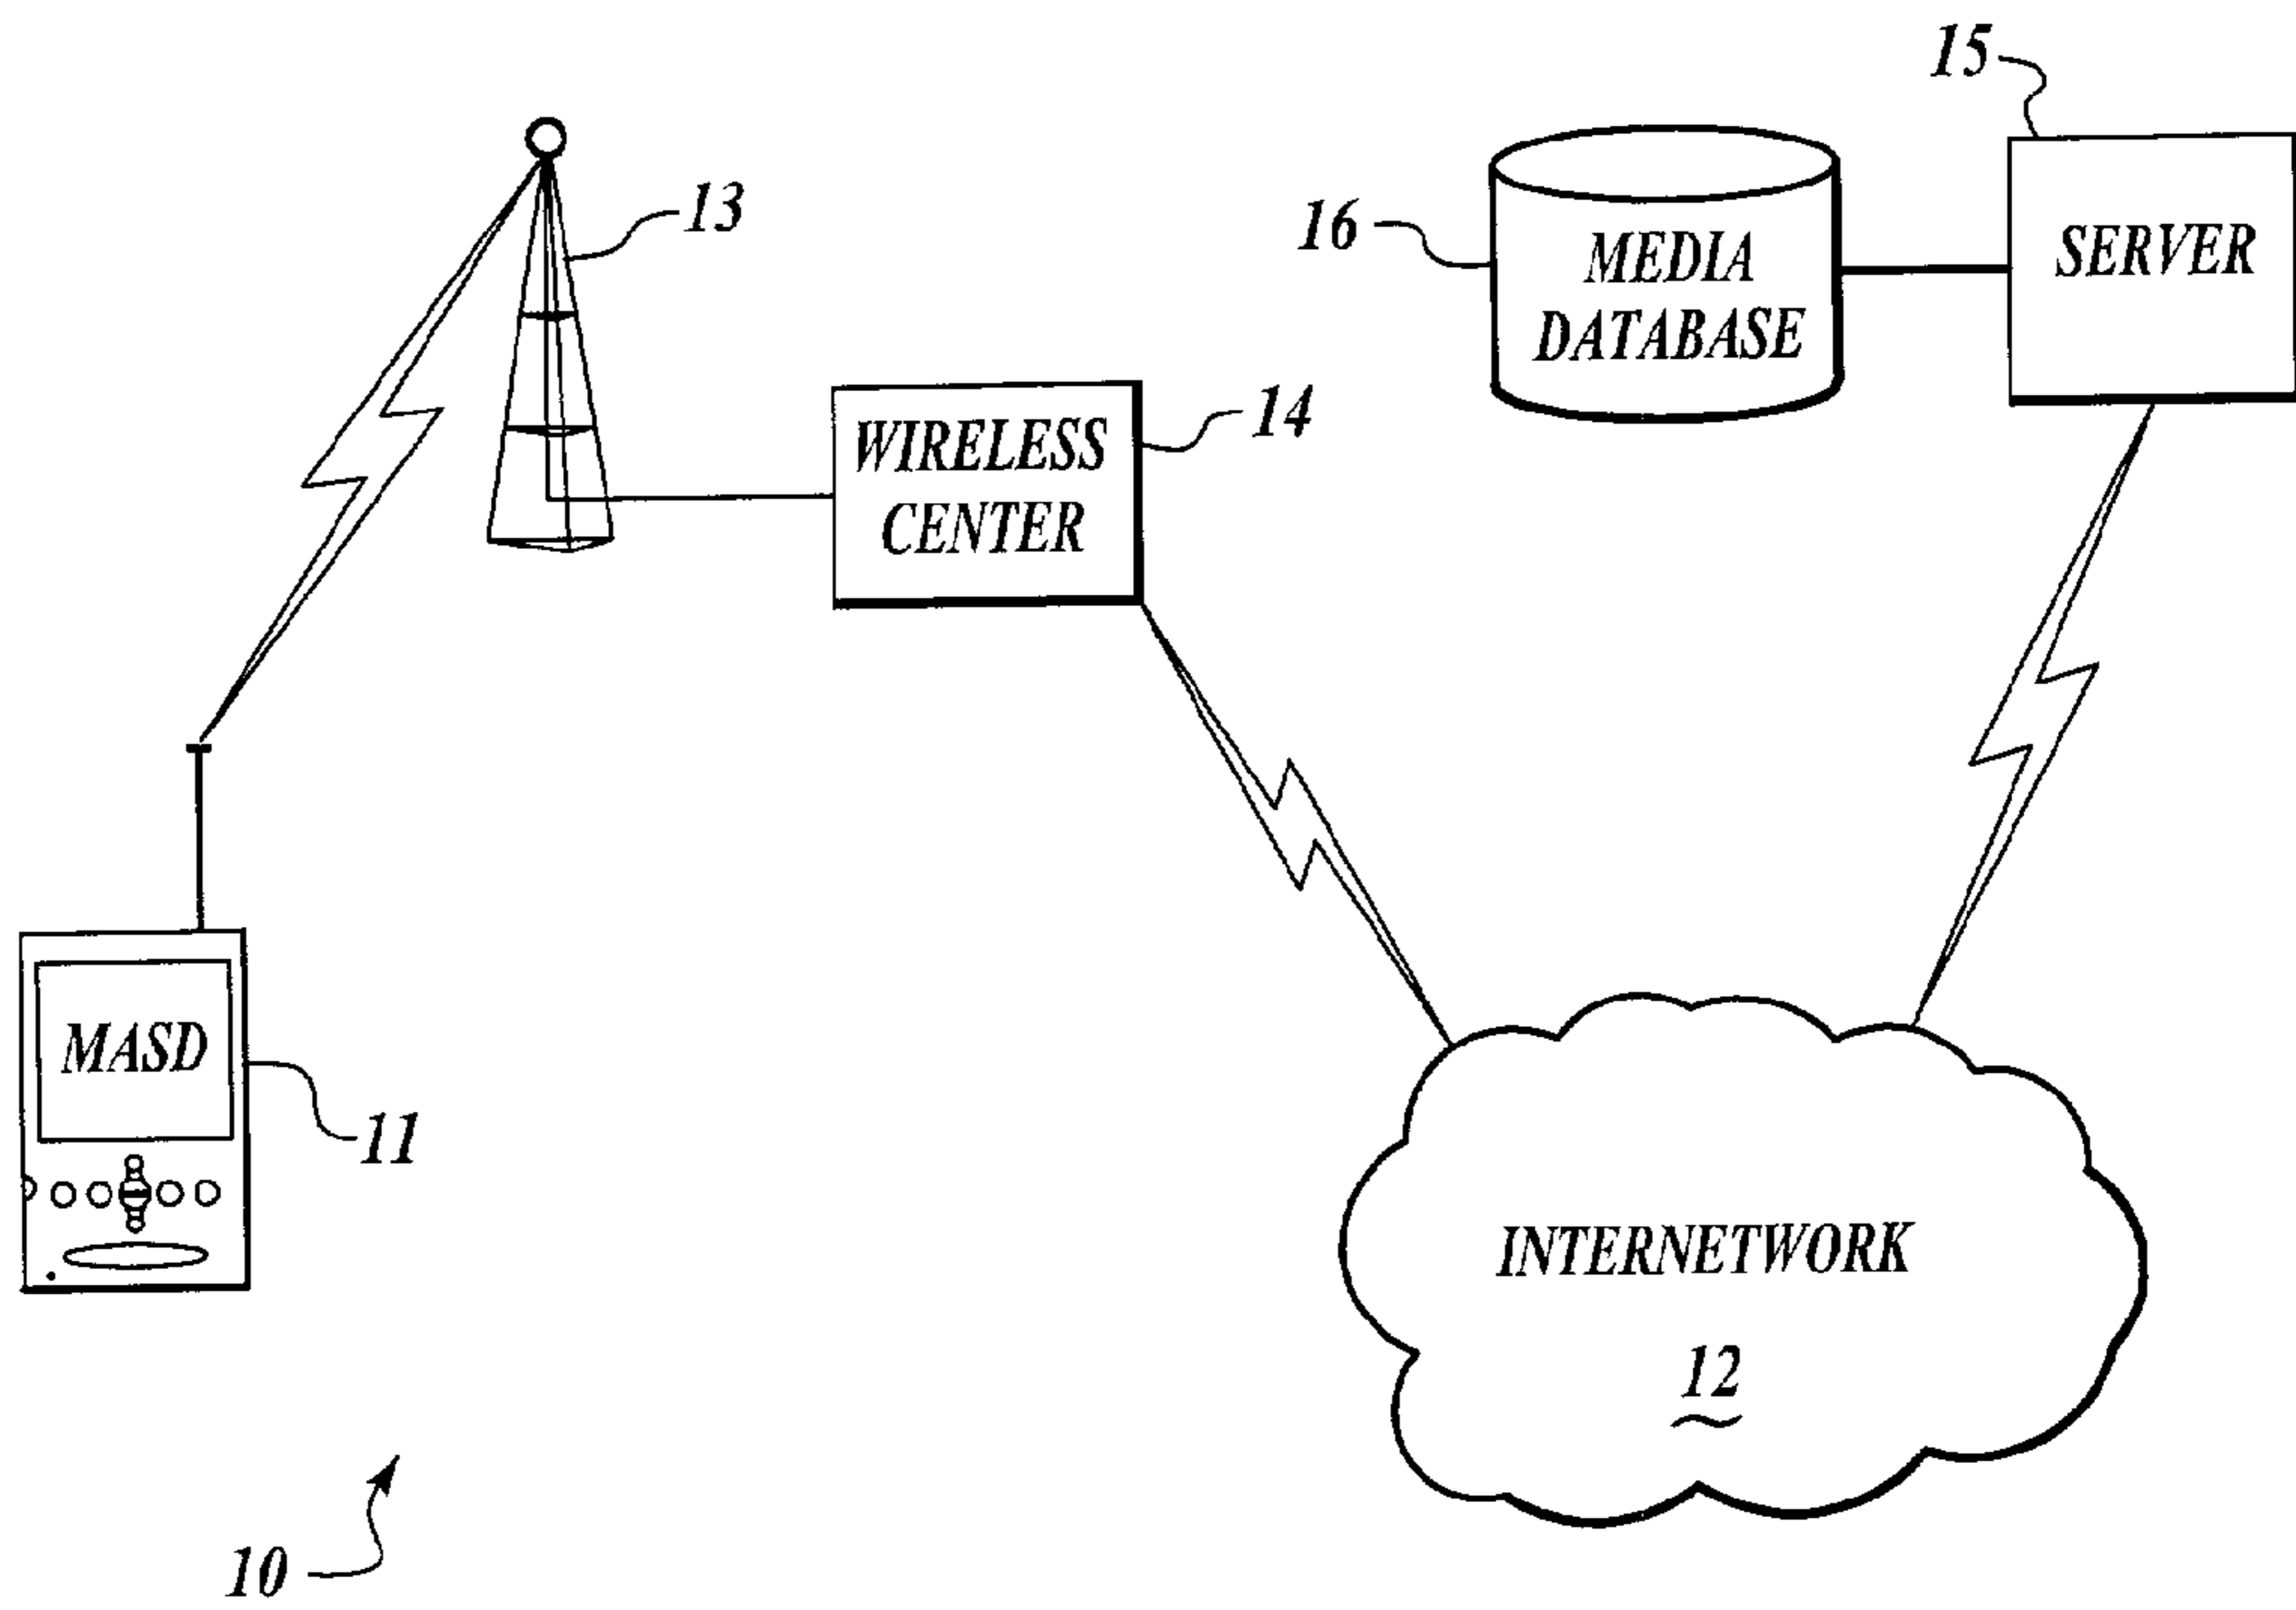 15
13
16
MEDIA
DATABASE
SERVER
14
WIRELESS
CENTER
MASD
11
INTERNETWORK
12
10